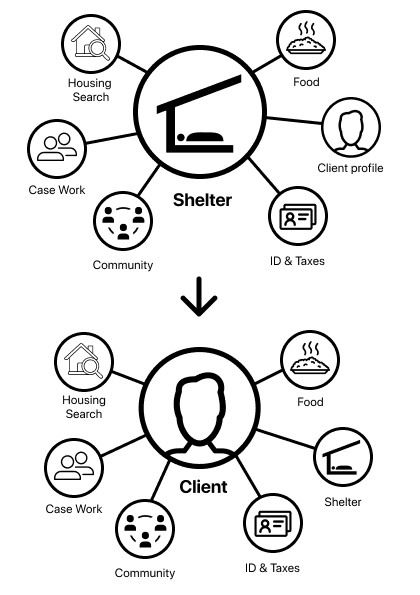 Housing
Search
Food
Client profile
Case Work
Shelter
Community
ID & Taxes
Housing
Search
Food
Client
Case Work
Shelter
Community
ID & Taxes